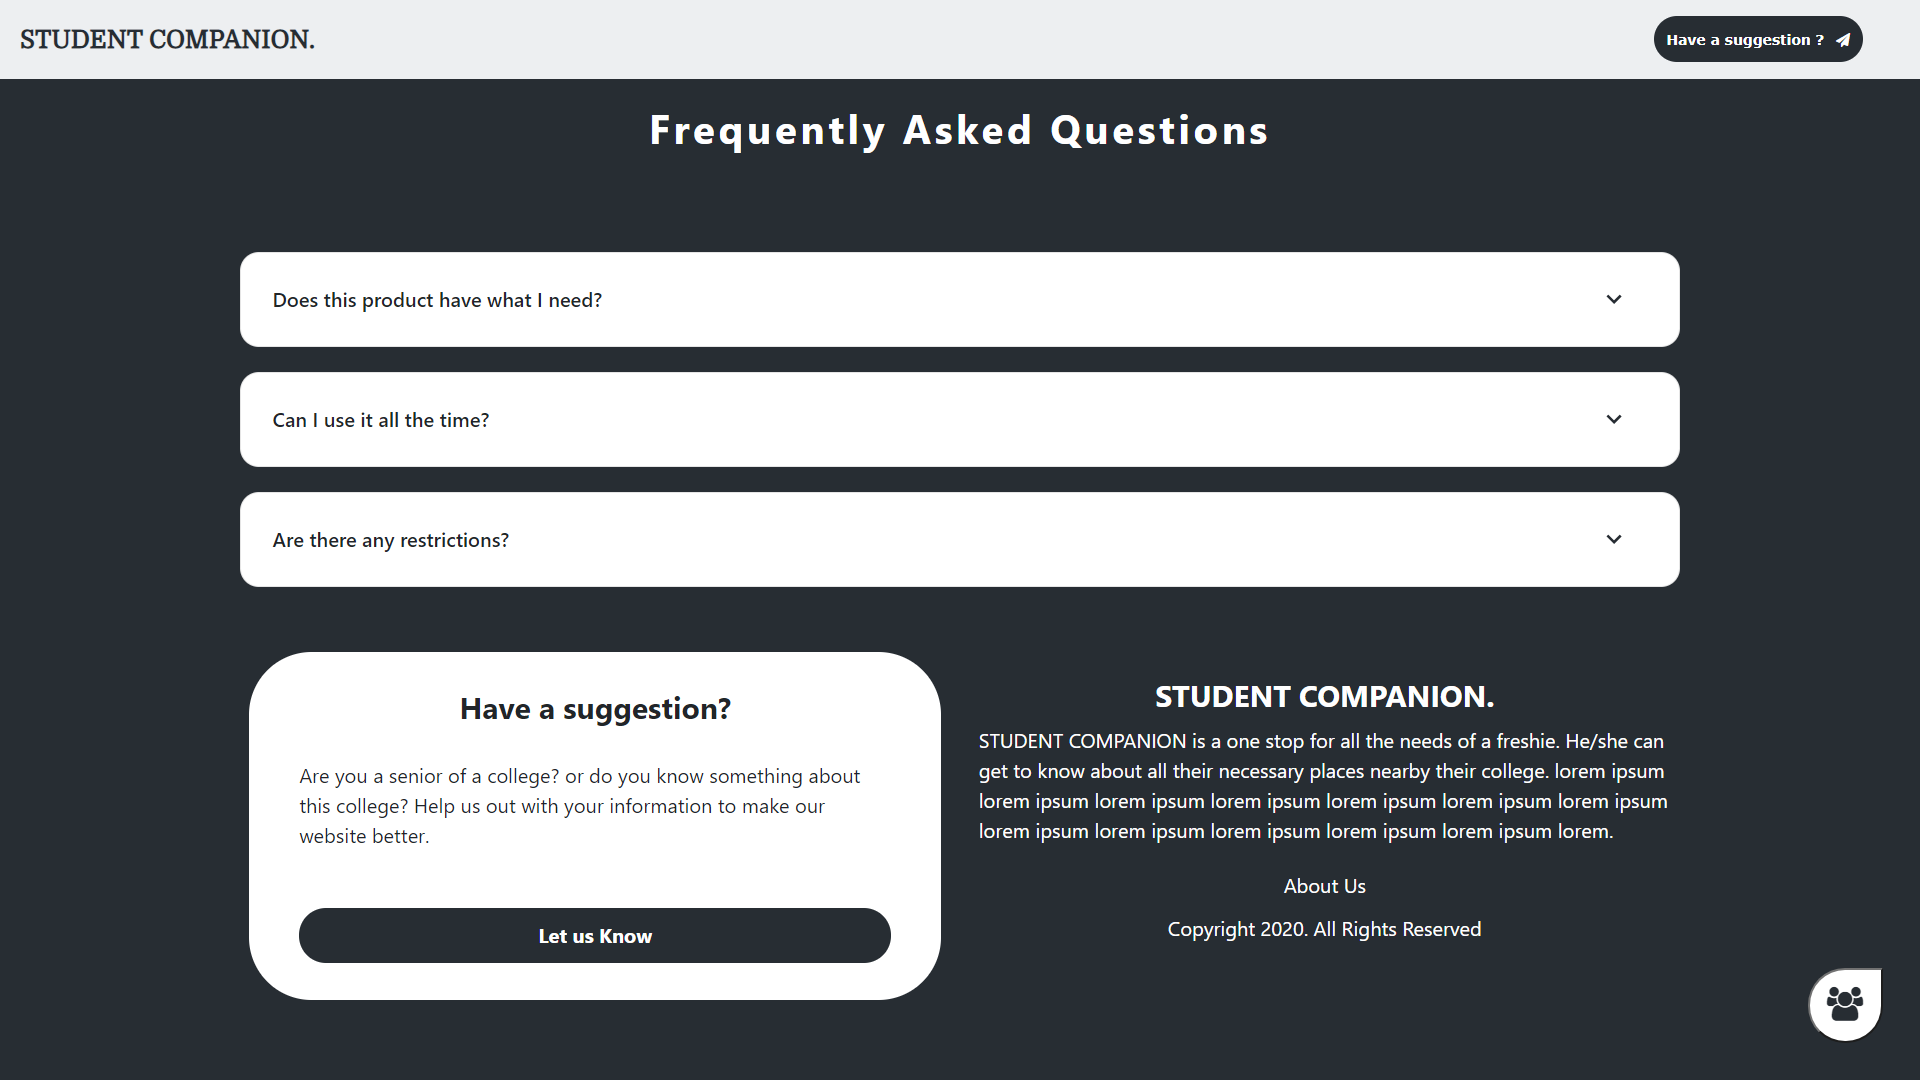 STUDENT COMPANION.
Have a suggestion ?
Frequently Asked Questions
Does this product have what I need?
Can I use it all the time?
Are there any restrictions?
Have a suggestion?
Are you a senior of a college? or do you know something about
this college? Help us out with your information to make our
website better.
Let us Know
STUDENT COMPANION.
STUDENT COMPANION is a one stop for all the needs of a freshie. He/she can
get to know about all their necessary places nearby their college. lorem ipsum
lorem ipsum lorem ipsum lorem ipsum lorem ipsum lorem ipsum lorem ipsum
lorem ipsum lorem ipsum lorem ipsum lorem ipsum lorem ipsum lorem.
About Us
Copyright 2020. All Rights Reserved